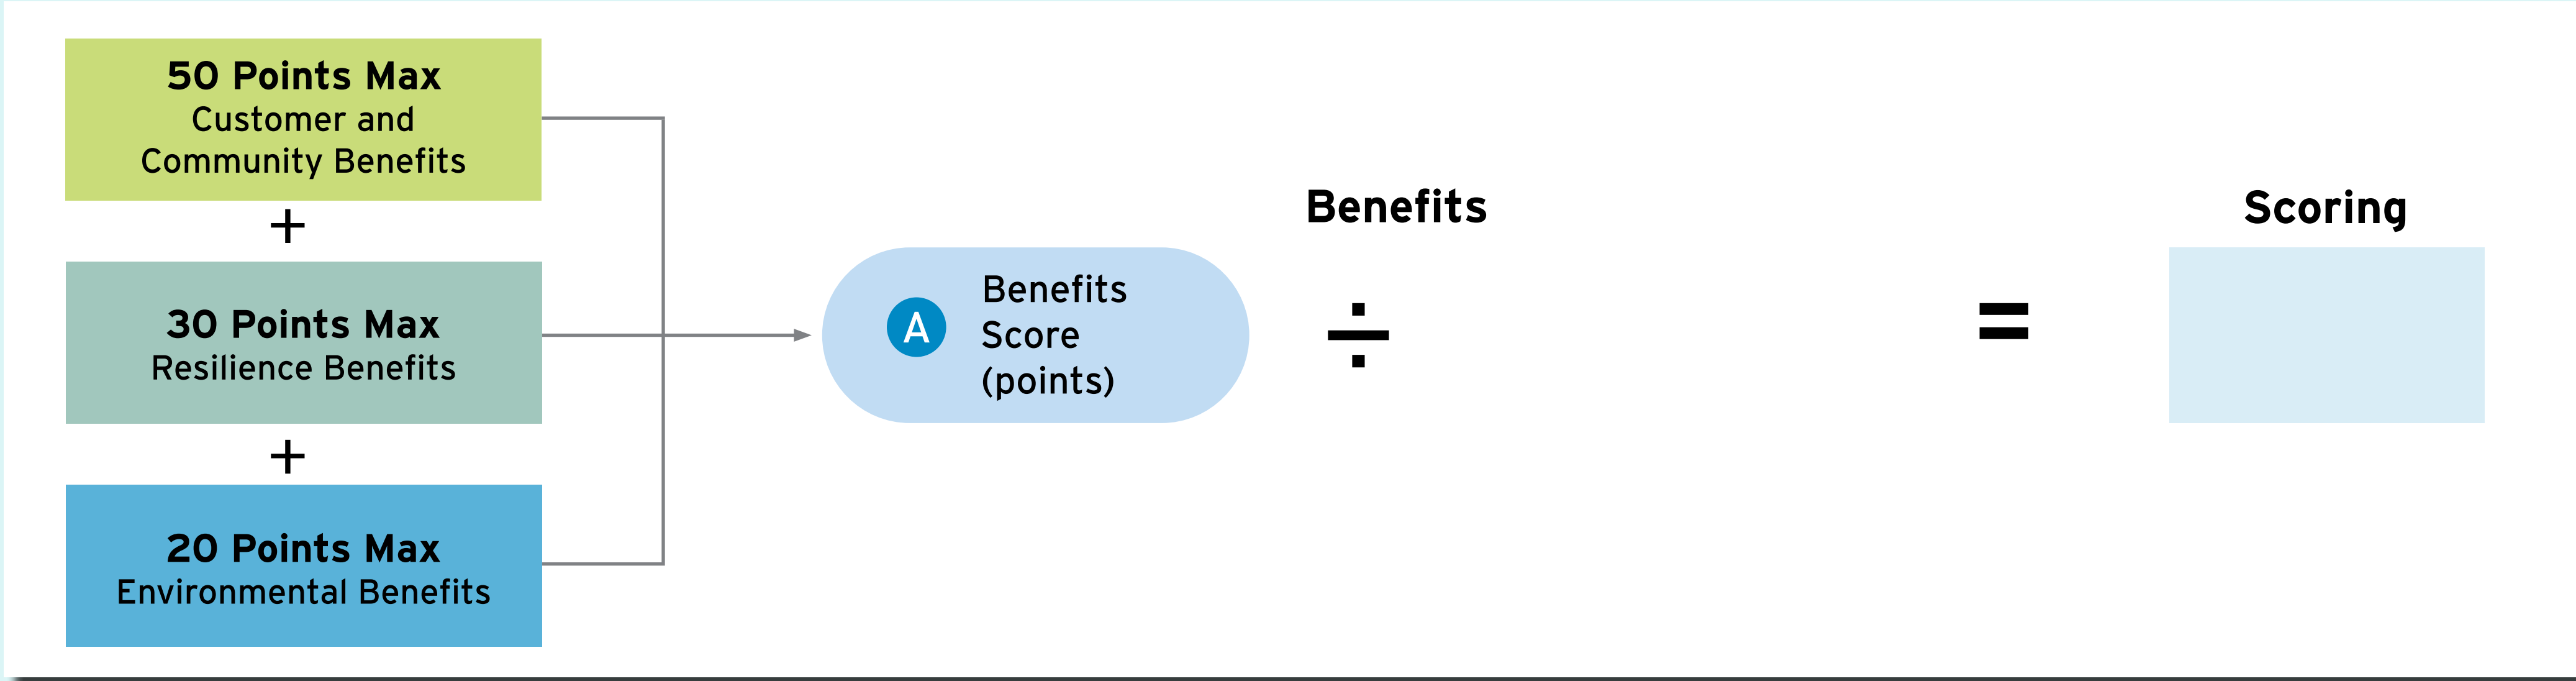 50 Points Max
Customer and
Community Benefits
+
30 Points Max
Resilience Benefits
+
20 Points Max
Environmental Benefits
A
Benefits
Score
(points)
Benefits
÷
=
Scoring